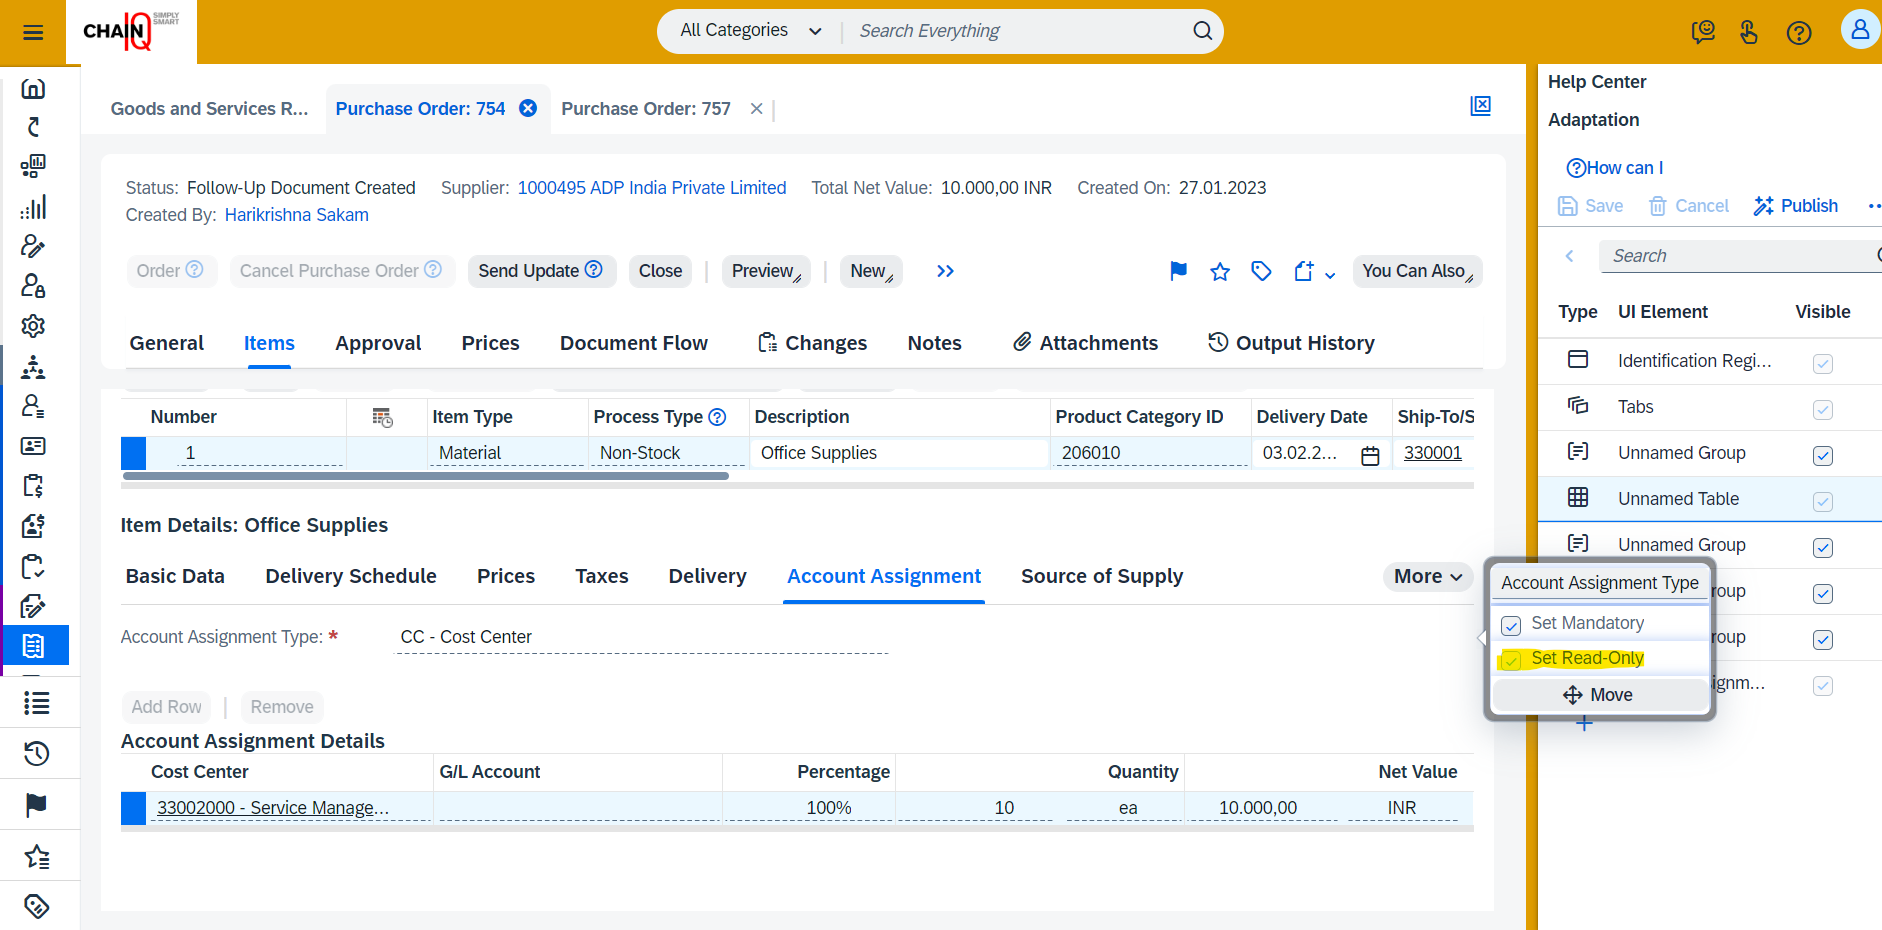 CHAIN IQ SIMPLY SMART
All Categories Search Everything
Goods and Services R... Purchase Order: 754 Purchase Order: 757
Status: Follow-Up Document Created Supplier: 1000495 ADP India Private Limited Total Net Value: 10.000,00 INR Created On: 27.01.2023
Created By: Harikrishna Sakam
Order Cancel Purchase Order Send Update Close Preview New You Can Also
General Items Approval Prices Document Flow Changes Notes Attachments Output History
Number Item Type Process Type Description Product Category ID Delivery Date Ship-To/S
1 Material Non-Stock Office Supplies 206010 03.02.2... 330001
Item Details: Office Supplies
Basic Data Delivery Schedule Prices Taxes Delivery Account Assignment Source of Supply More
Account Assignment Type: * CC - Cost Center
Add Row Remove
Account Assignment Details
Cost Center G/L Account Percentage Quantity Net Value
33002000 - Service Manage... 100% 10 ea 10.000,00 INR
Help Center
Adaptation
How can I
Save Cancel Publish
Search
Type UI Element Visible
Identification Regi...
Tabs
Unnamed Group
Unnamed Table
Unnamed Group
roup
roup
ignm...
Account Assignment Type
Set Mandatory
Set Read-Only
Move